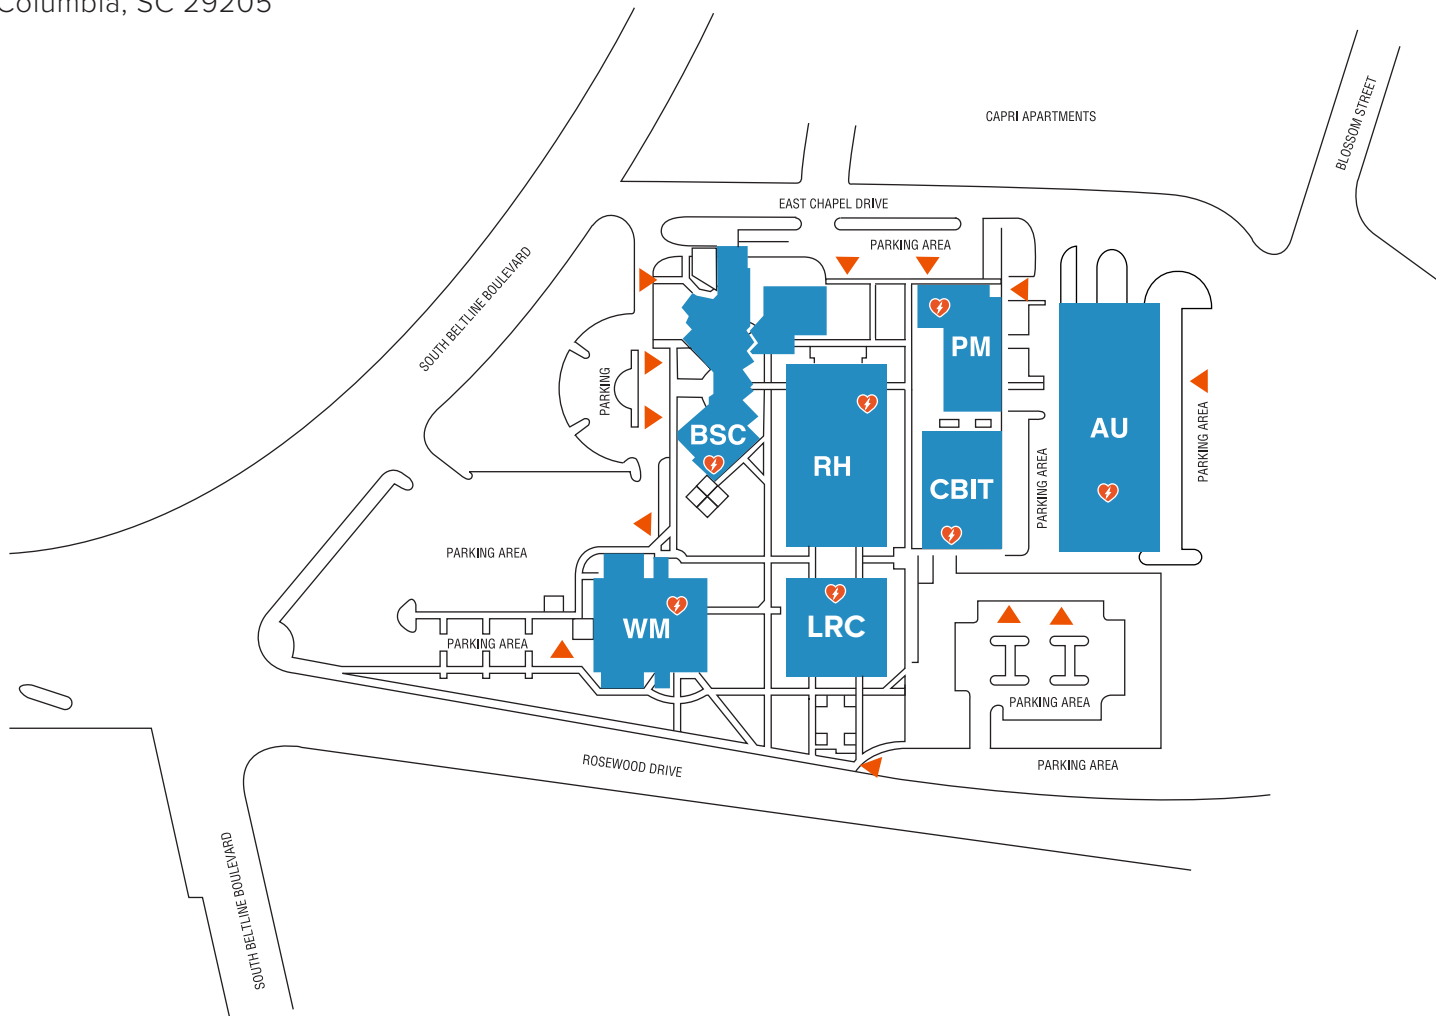 Columbia, SC 29205
CAPRI APARTMENTS
BLOSSOM STREET
EAST CHAPEL DRIVE
PARKING AREA
SOUTH BELTLINE BOULEVARD
PM
PARKING
AU
BSC
PARKING AREA
RH
CBIT
PARKING AREA
PARKING AREA
WM
LRC
PARKING AREA
PARKING AREA
ROSEWOOD DRIVE
PARKING AREA
SOUTH BELTLINE BOULEVARD